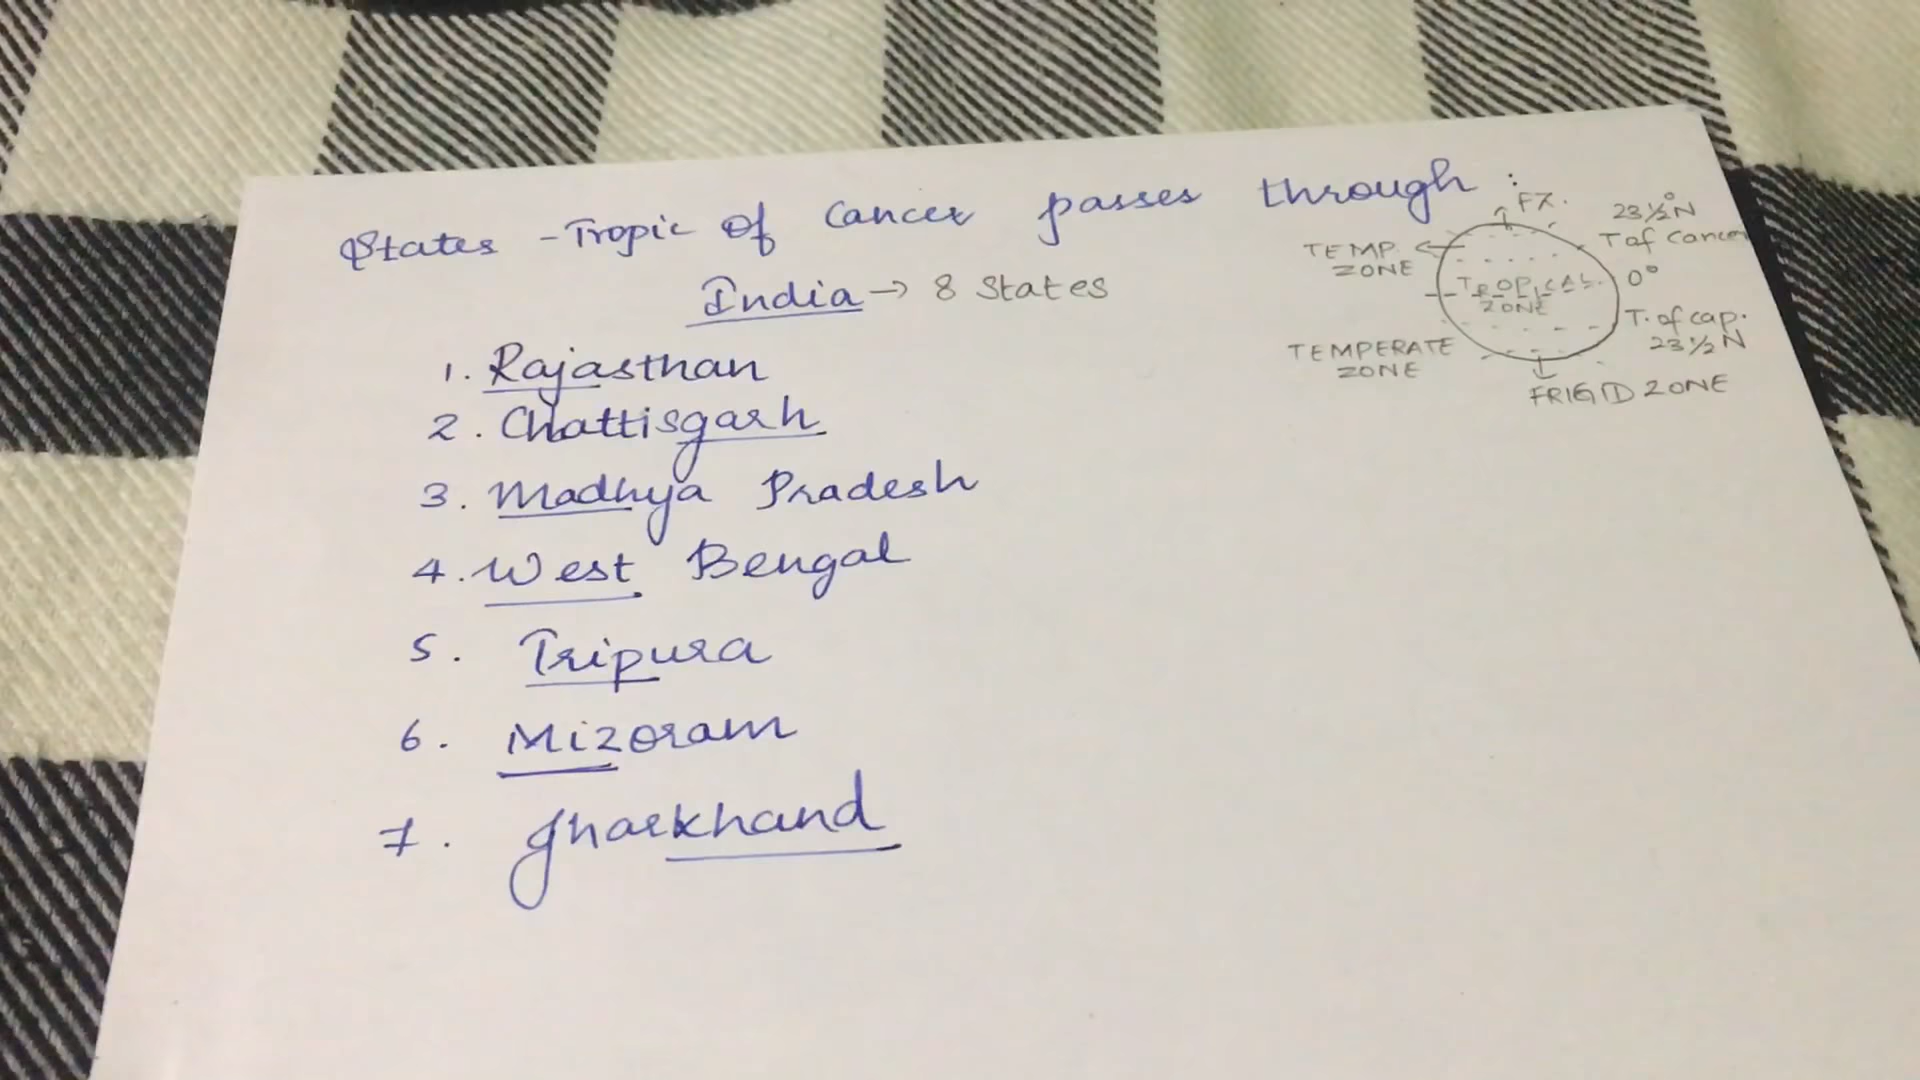 States - Tropic of Cancer passes through :
India → 8 States
1. Rajasthan
2. Chattisgarh
3. Madhya Pradesh
4. West Bengal
5. Tripura
6. Mizoram
7. Jharkhand
FZ.
23½°N
T of Cancer
TEMP. ZONE
0°
TROPICAL ZONE
T. of cap.
23½ N
TEMPERATE ZONE
FRIGID ZONE